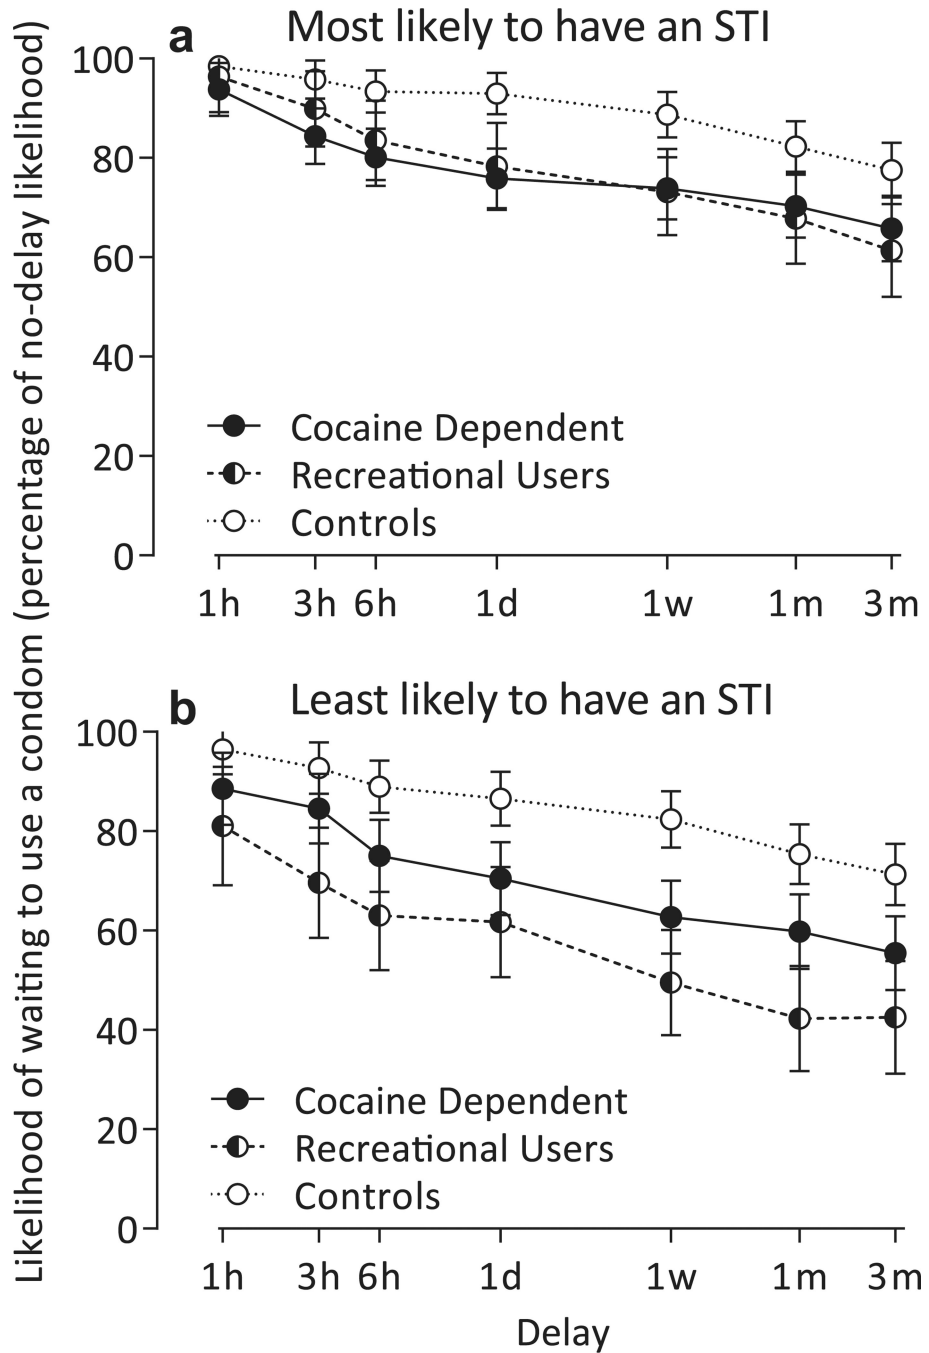 Likelihood of waiting to use a condom (percentage of no-delay likelihood)
a Most likely to have an STI
100
80
60
40
20
0
Cocaine Dependent
Recreational Users
Controls
1h 3h 6h 1d 1w 1m 3m
b Least likely to have an STI
100
80
60
40
20
0
Cocaine Dependent
Recreational Users
Controls
1h 3h 6h 1d 1w 1m 3m
Delay